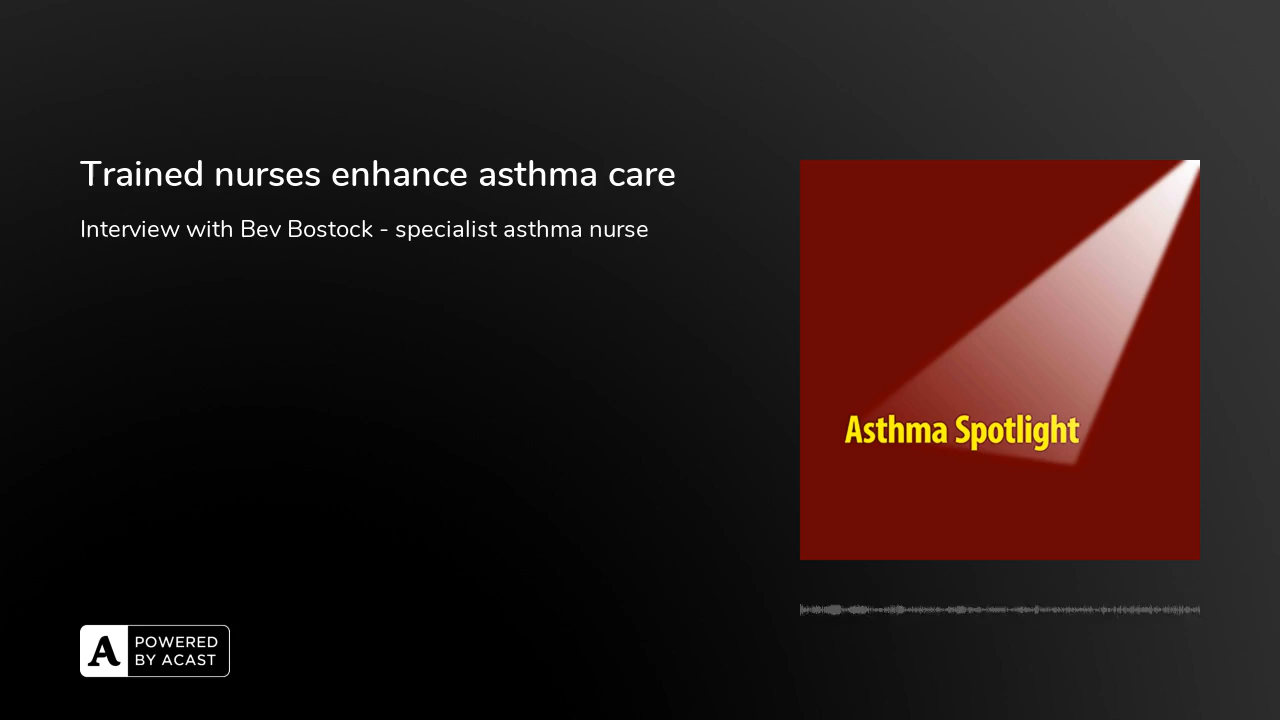 Trained nurses enhance asthma care
Interview with Bev Bostock - specialist asthma nurse
Asthma Spotlight
A POWERED
BY ACAST